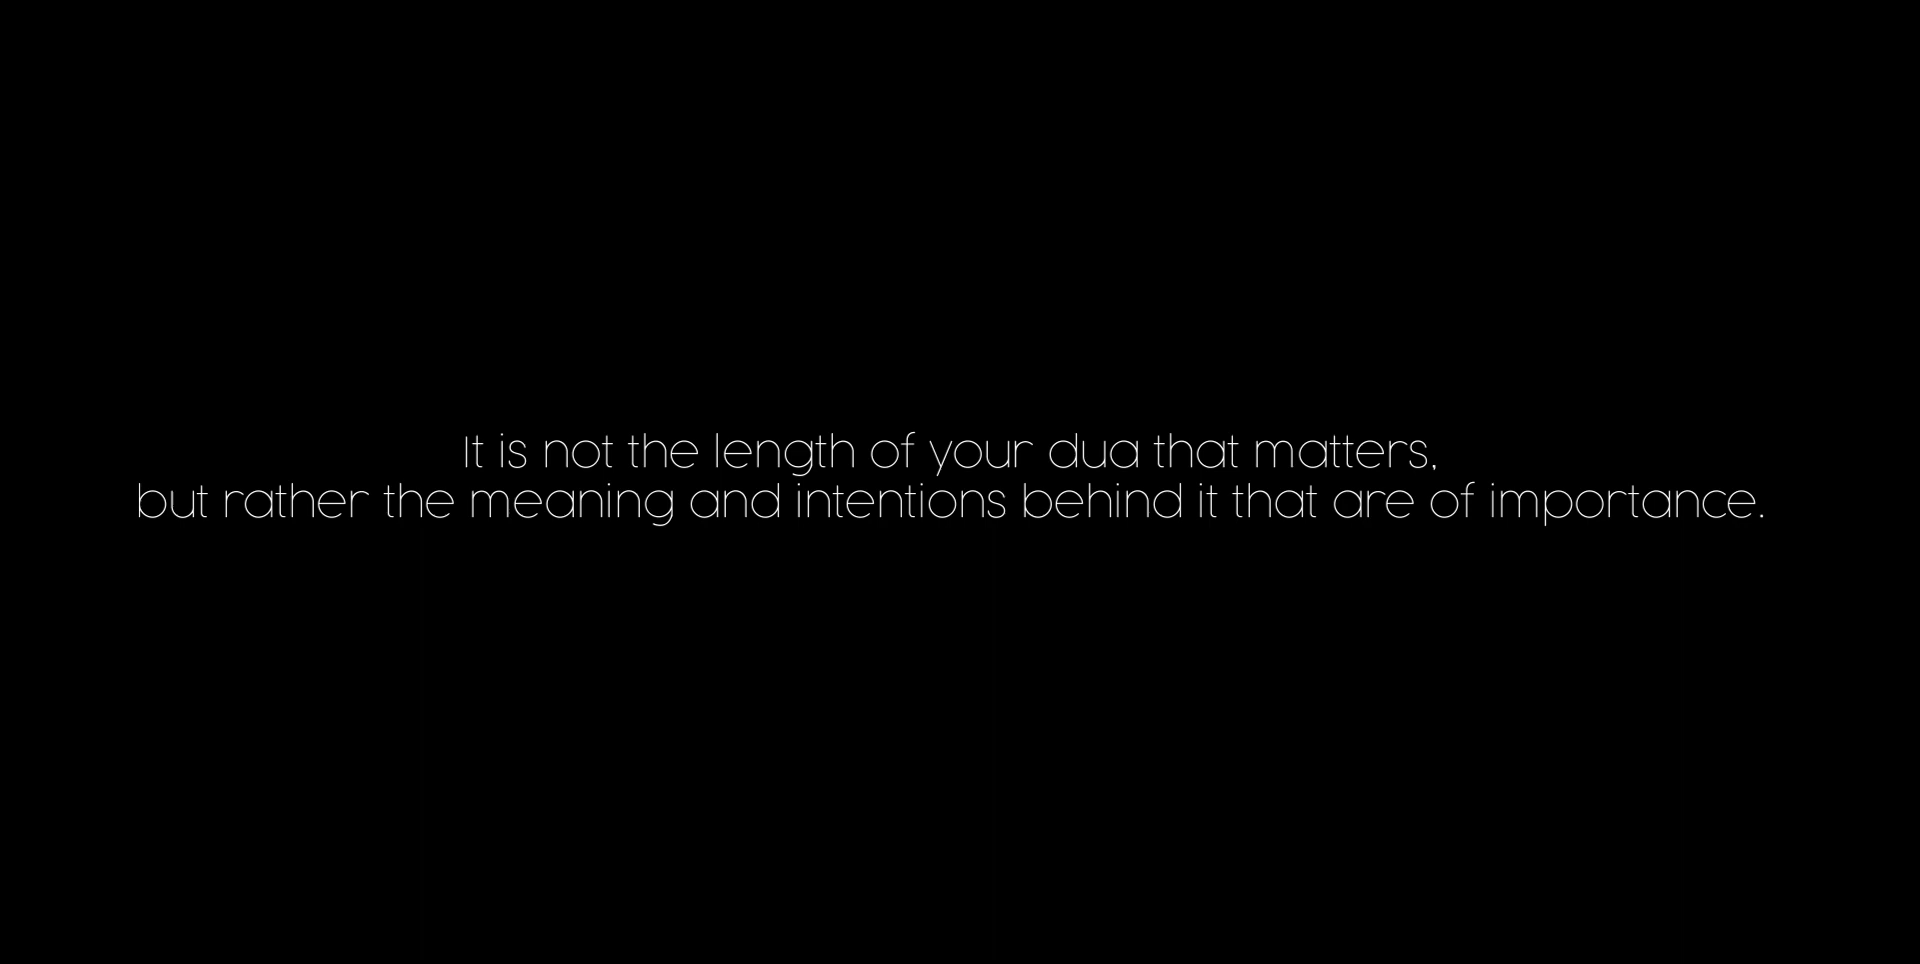 It is not the length of your dua that matters,
but rather the meaning and intentions behind it that are of importance.